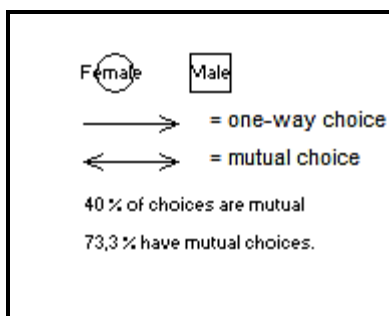 Female Male
= one-way choice
= mutual choice
40 % of choices are mutual
73,3 % have mutual choices.